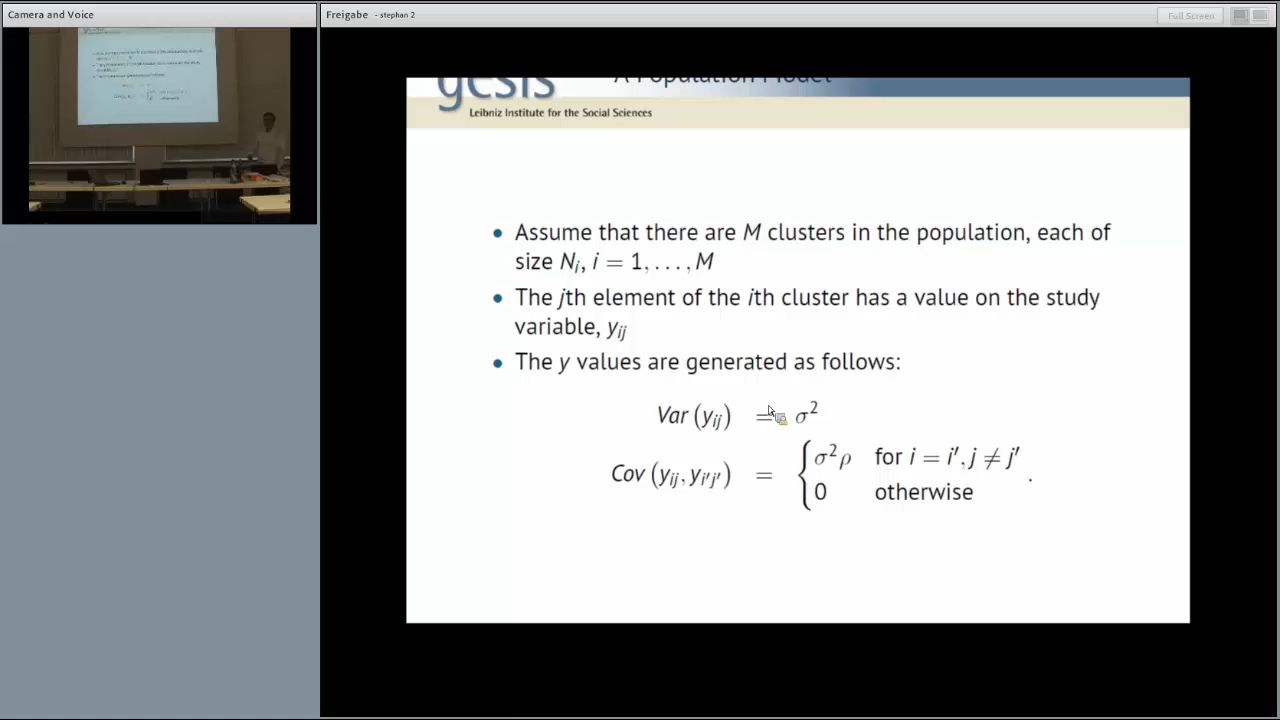 Camera and Voice
Freigabe - stephan 2
Full Screen
gesis
A Population Model
Leibniz Institute for the Social Sciences
• Assume that there are M clusters in the population, each of
size Nᵢ, i = 1, . . . , M
• The jth element of the ith cluster has a value on the study
variable, yᵢⱼ
• The y values are generated as follows:
Var (yᵢⱼ) = σ²
Cov (yᵢⱼ, yᵢ′ⱼ′) = { σ²ρ for i = i′, j ≠ j′
0 otherwise .